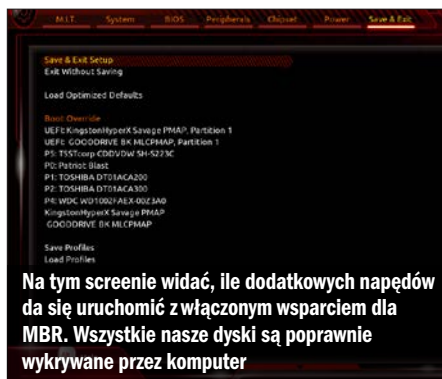 M.I.T. System BIOS Peripherals Chipset Power Save & Exit
Save & Exit Setup
Exit Without Saving
Load Optimized Defaults
Boot Override
UEFI: KingstonHyperX Savage PMAP, Partition 1
UEFI: GOODDRIVE BK MLCPMAP, Partition 1
P5: TSSTcorp CDDVDW SH-S223C
P0: Patriot Blast
P1: TOSHIBA DT01ACA200
P2: TOSHIBA DT01ACA300
P4: WDC WD1002FAEX-00Z3A0
KingstonHyperX Savage PMAP
GOODDRIVE BK MLCPMAP
Save Profiles
Load Profiles
Na tym screenie widać, ile dodatkowych napędów
da się uruchomić z włączonym wsparciem dla
MBR. Wszystkie nasze dyski są poprawnie
wykrywane przez komputer